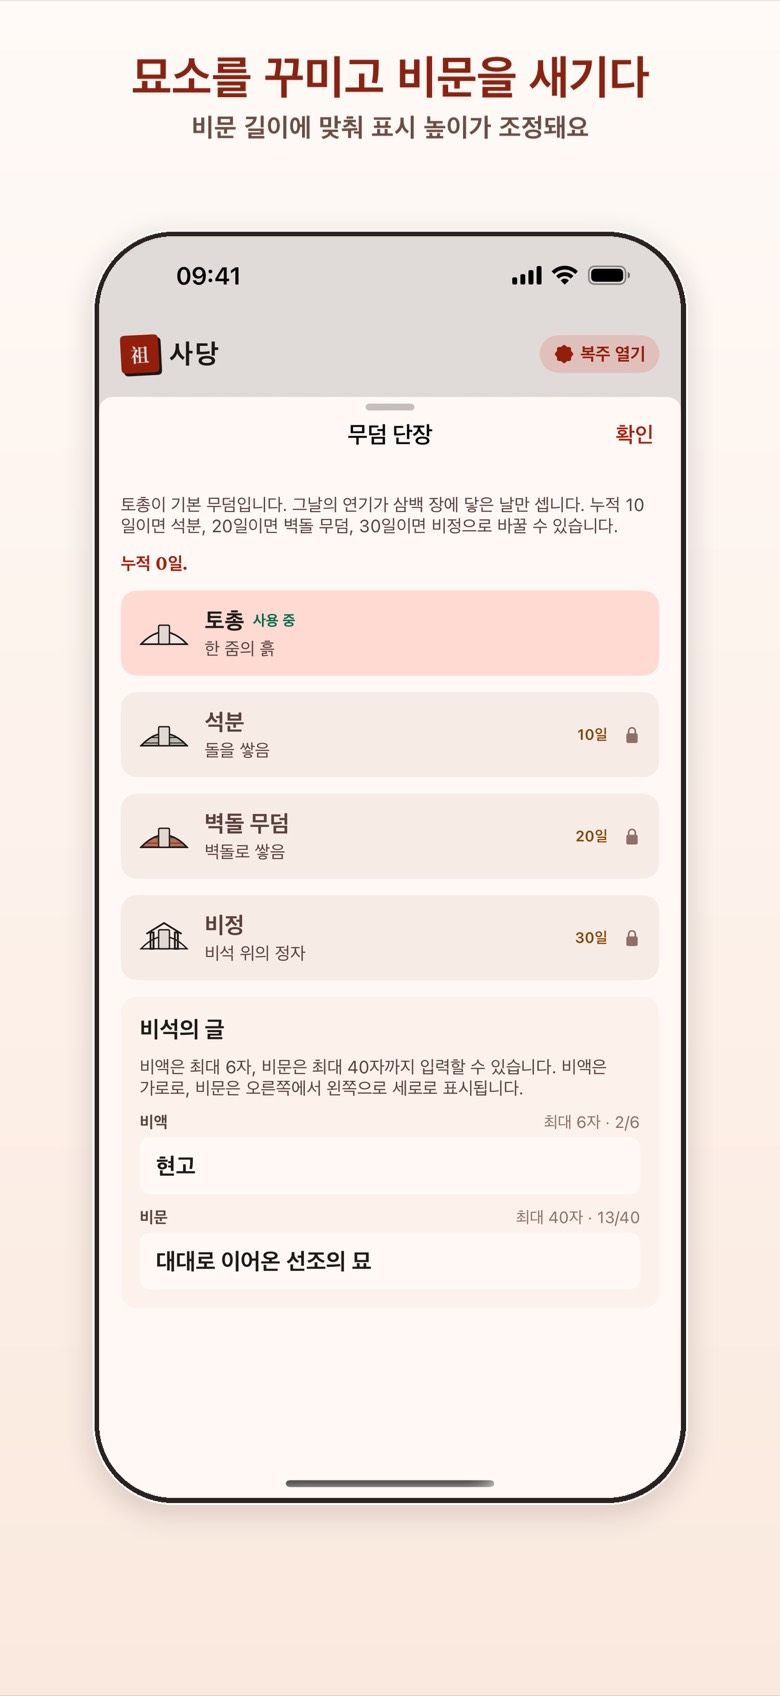 묘소를 꾸미고 비문을 새기다
비문 길이에 맞춰 표시 높이가 조정돼요
09:41
祖 사당
복주 열기
무덤 단장
확인
토총이 기본 무덤입니다. 그날의 연기가 삼백 장에 닿은 날만 셉니다. 누적 10
일이면 석분, 20일이면 벽돌 무덤, 30일이면 비정으로 바꿀 수 있습니다.
누적 0일.
토총 사용 중
한 줌의 흙
석분
돌을 쌓음
10일
벽돌 무덤
벽돌로 쌓음
20일
비정
비석 위의 정자
30일
비석의 글
비액은 최대 6자, 비문은 최대 40자까지 입력할 수 있습니다. 비액은
가로로, 비문은 오른쪽에서 왼쪽으로 세로로 표시됩니다.
비액
최대 6자 · 2/6
현고
비문
최대 40자 · 13/40
대대로 이어온 선조의 묘